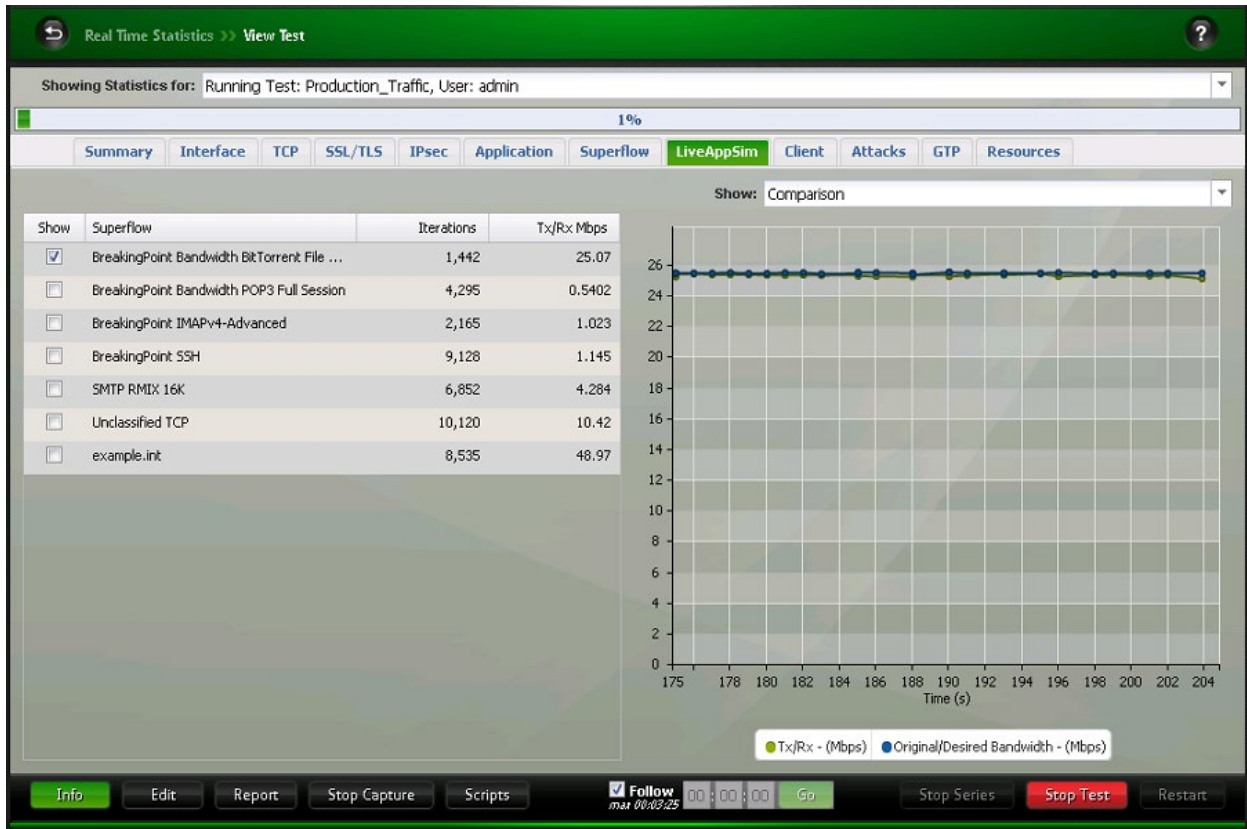 Real Time Statistics >> View Test
?
Showing Statistics for: Running Test: Production_Traffic, User: admin
1%
Summary Interface TCP SSL/TLS IPsec Application Superflow LiveAppSim Client Attacks GTP Resources
Show: Comparison
Show Superflow Iterations Tx/Rx Mbps
BreakingPoint Bandwidth BitTorrent File ... 1,442 25.07
BreakingPoint Bandwidth POP3 Full Session 4,295 0.5402
BreakingPoint IMAPv4-Advanced 2,165 1.023
BreakingPoint SSH 9,128 1.145
SMTP RMIX 16K 6,852 4.284
Unclassified TCP 10,120 10.42
example.int 8,535 48.97
26
24
22
20
18
16
14
12
10
8
6
4
2
0
175 178 180 182 184 186 188 190 192 194 196 198 200 202 204
Time (s)
Tx/Rx - (Mbps) Original/Desired Bandwidth - (Mbps)
Info Edit Report Stop Capture Scripts Follow 00 : 00 : 00 Go Stop Series Stop Test Restart
max 00:03:25